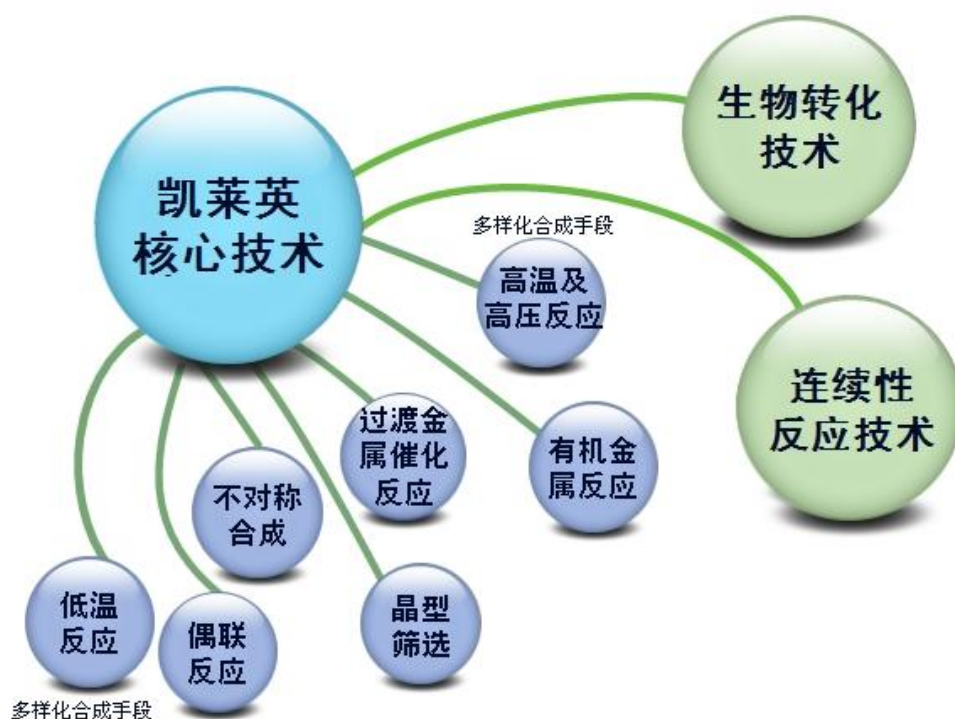 生物转化
技术
凯莱英
核心技术
多样化合成手段
高温及
高压反应
连续性
反应技术
过渡金
属催化
反应
有机金
属反应
不对称
合成
低温
反应
偶联
反应
晶型
筛选
多样化合成手段